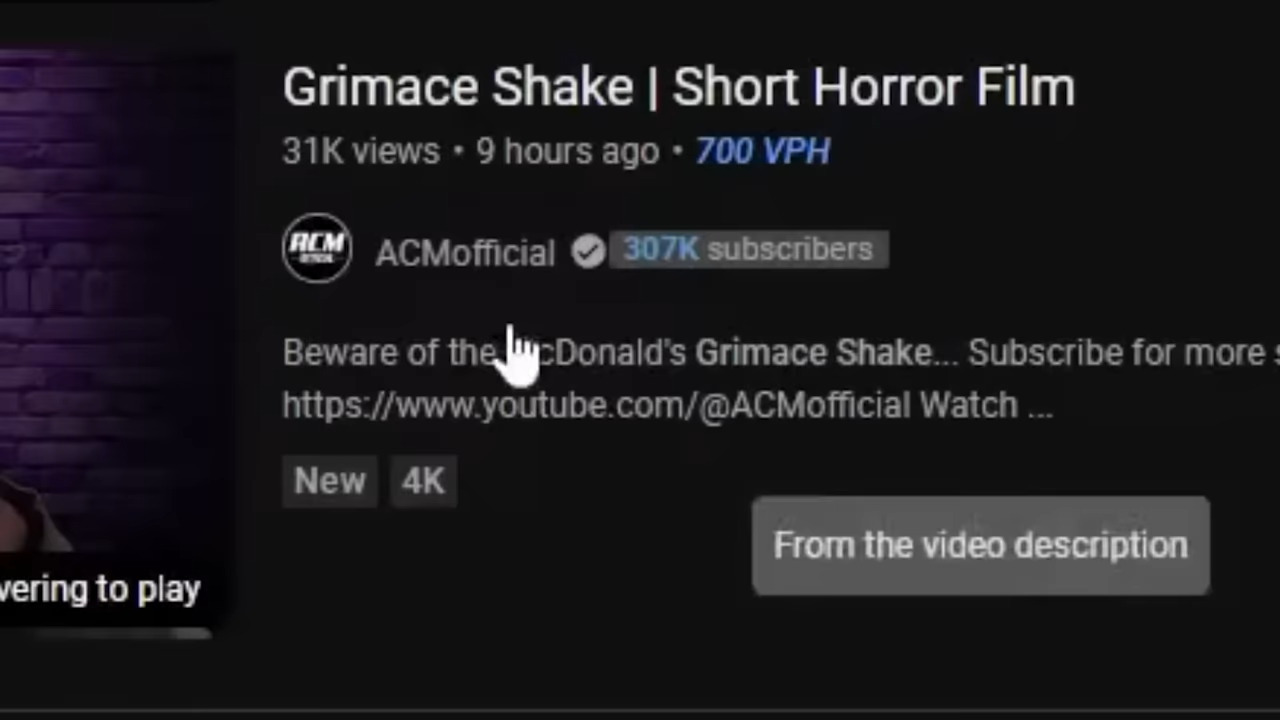 Grimace Shake | Short Horror Film
31K views • 9 hours ago • 700 VPH
ACM
ACMofficial 307K subscribers
Beware of the cDonald's Grimace Shake... Subscribe for more s
https://www.youtube.com/@ACMofficial Watch ...
New 4K
From the video description
vering to play